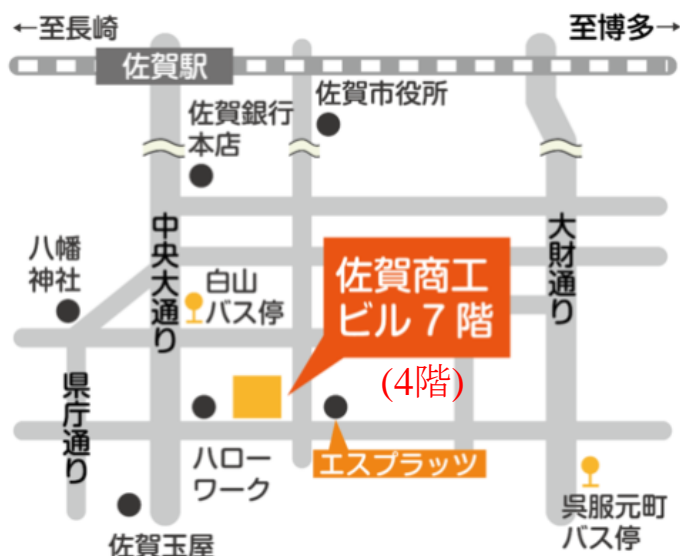 ←至長崎
至博多→
佐賀駅
佐賀市役所
佐賀銀行
本店
中央大通り
大財通り
八幡
神社
白山
バス停
佐賀商工
ビル7階
(4階)
県庁通り
ハロー
ワーク
エスプラッツ
呉服元町
バス停
佐賀玉屋